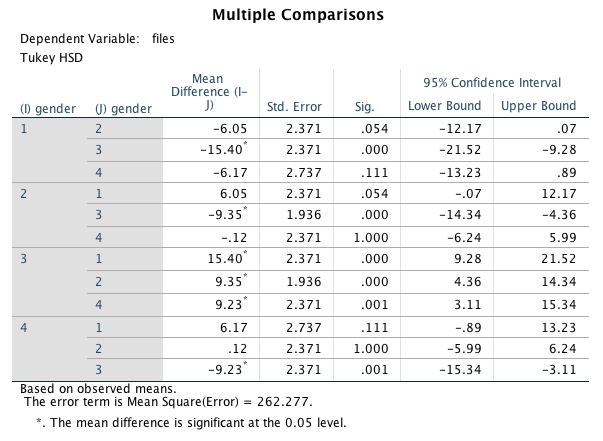 Multiple Comparisons
Dependent Variable: files
Tukey HSD
(I) gender (J) gender Mean Difference (I-J) Std. Error Sig. 95% Confidence Interval
Lower Bound Upper Bound
1 2 -6.05 2.371 .054 -12.17 .07
3 -15.40* 2.371 .000 -21.52 -9.28
4 -6.17 2.737 .111 -13.23 .89
2 1 6.05 2.371 .054 -.07 12.17
3 -9.35* 1.936 .000 -14.34 -4.36
4 -.12 2.371 1.000 -6.24 5.99
3 1 15.40* 2.371 .000 9.28 21.52
2 9.35* 1.936 .000 4.36 14.34
4 9.23* 2.371 .001 3.11 15.34
4 1 6.17 2.737 .111 -.89 13.23
2 .12 2.371 1.000 -5.99 6.24
3 -9.23* 2.371 .001 -15.34 -3.11
Based on observed means.
The error term is Mean Square(Error) = 262.277.
*. The mean difference is significant at the 0.05 level.